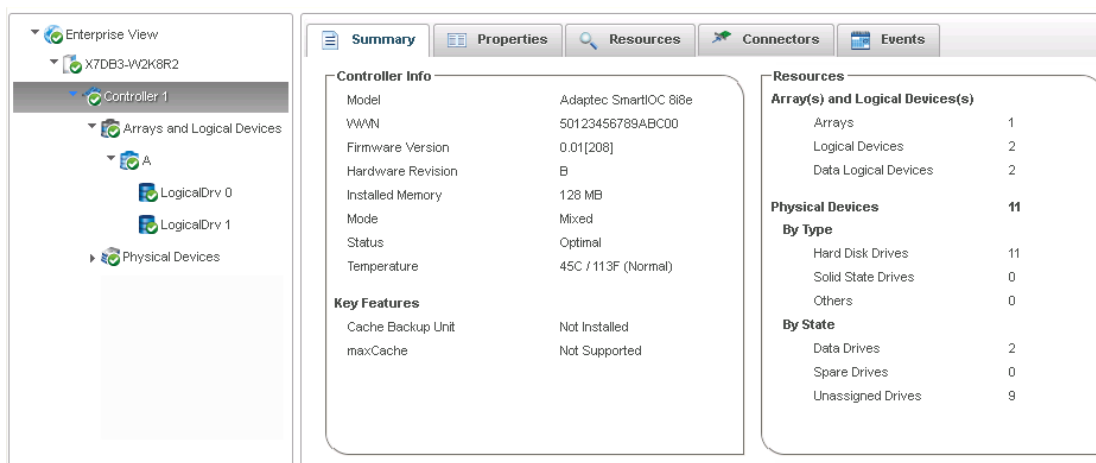 Enterprise View
X7DB3-W2K8R2
Controller 1
Arrays and Logical Devices
A
LogicalDrv 0
LogicalDrv 1
Physical Devices
Summary Properties Resources Connectors Events
Controller Info
Model Adaptec SmartIOC 8i8e
WWN 50123456789ABC00
Firmware Version 0.01[208]
Hardware Revision B
Installed Memory 128 MB
Mode Mixed
Status Optimal
Temperature 45C / 113F (Normal)
Key Features
Cache Backup Unit Not Installed
maxCache Not Supported
Resources
Array(s) and Logical Devices(s)
Arrays 1
Logical Devices 2
Data Logical Devices 2
Physical Devices 11
By Type
Hard Disk Drives 11
Solid State Drives 0
Others 0
By State
Data Drives 2
Spare Drives 0
Unassigned Drives 9